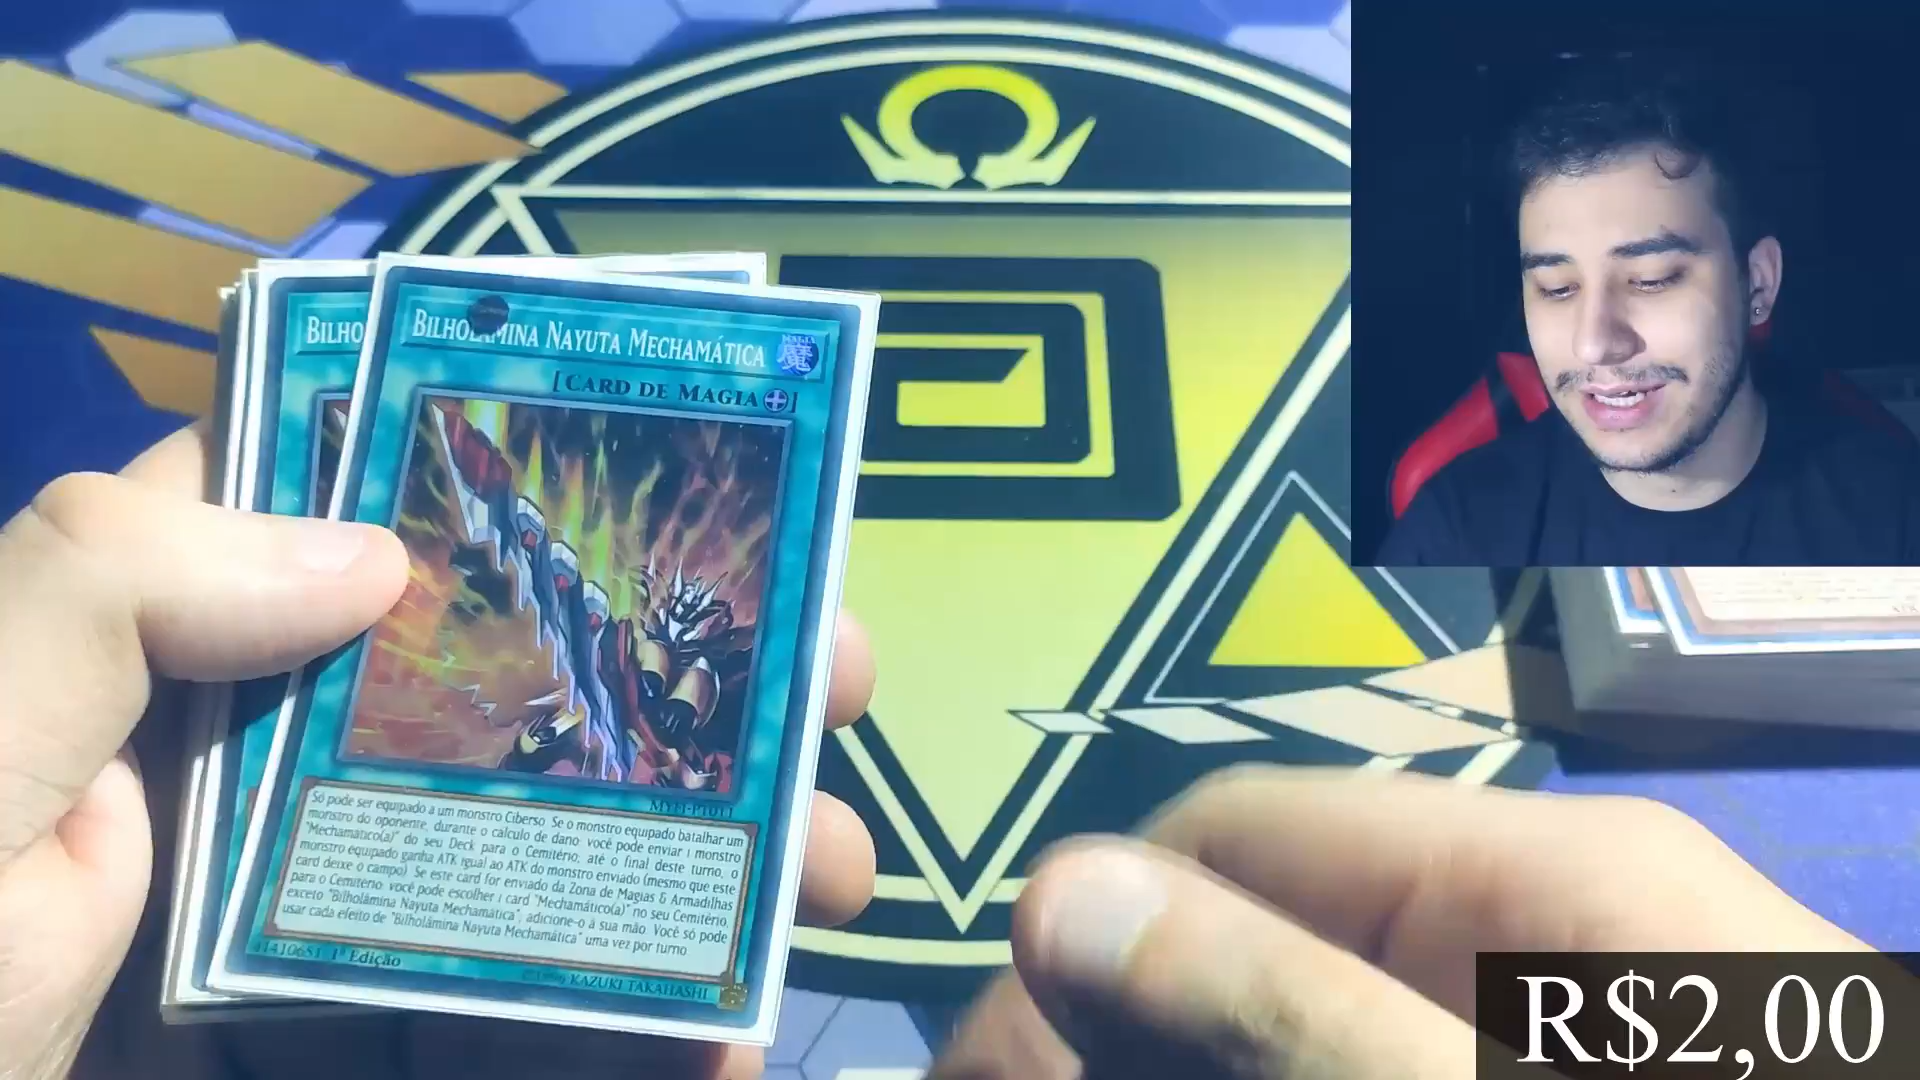 BILHO
BILHOLÂMINA NAYUTA MECHAMÁTICA
MAGIA
魔
[CARD DE MAGIA]
MYFI-PT011
Só pode ser equipado a um monstro Ciberso. Se o monstro equipado batalhar um
monstro do oponente, durante o cálculo de dano: você pode enviar 1 monstro
"Mechamático(a)" do seu Deck para o Cemitério; até o final deste turno, o
monstro equipado ganha ATK igual ao ATK do monstro enviado (mesmo que este
card deixe o campo). Se este card for enviado da Zona de Magias & Armadilhas
para o Cemitério: você pode escolher 1 card "Mechamático(a)" no seu Cemitério,
exceto "Bilholâmina Nayuta Mechamática"; adicione-o à sua mão. Você só pode
usar cada efeito de "Bilholâmina Nayuta Mechamática" uma vez por turno.
41410651 1ª Edição
©1996 KAZUKI TAKAHASHI
R$2,00